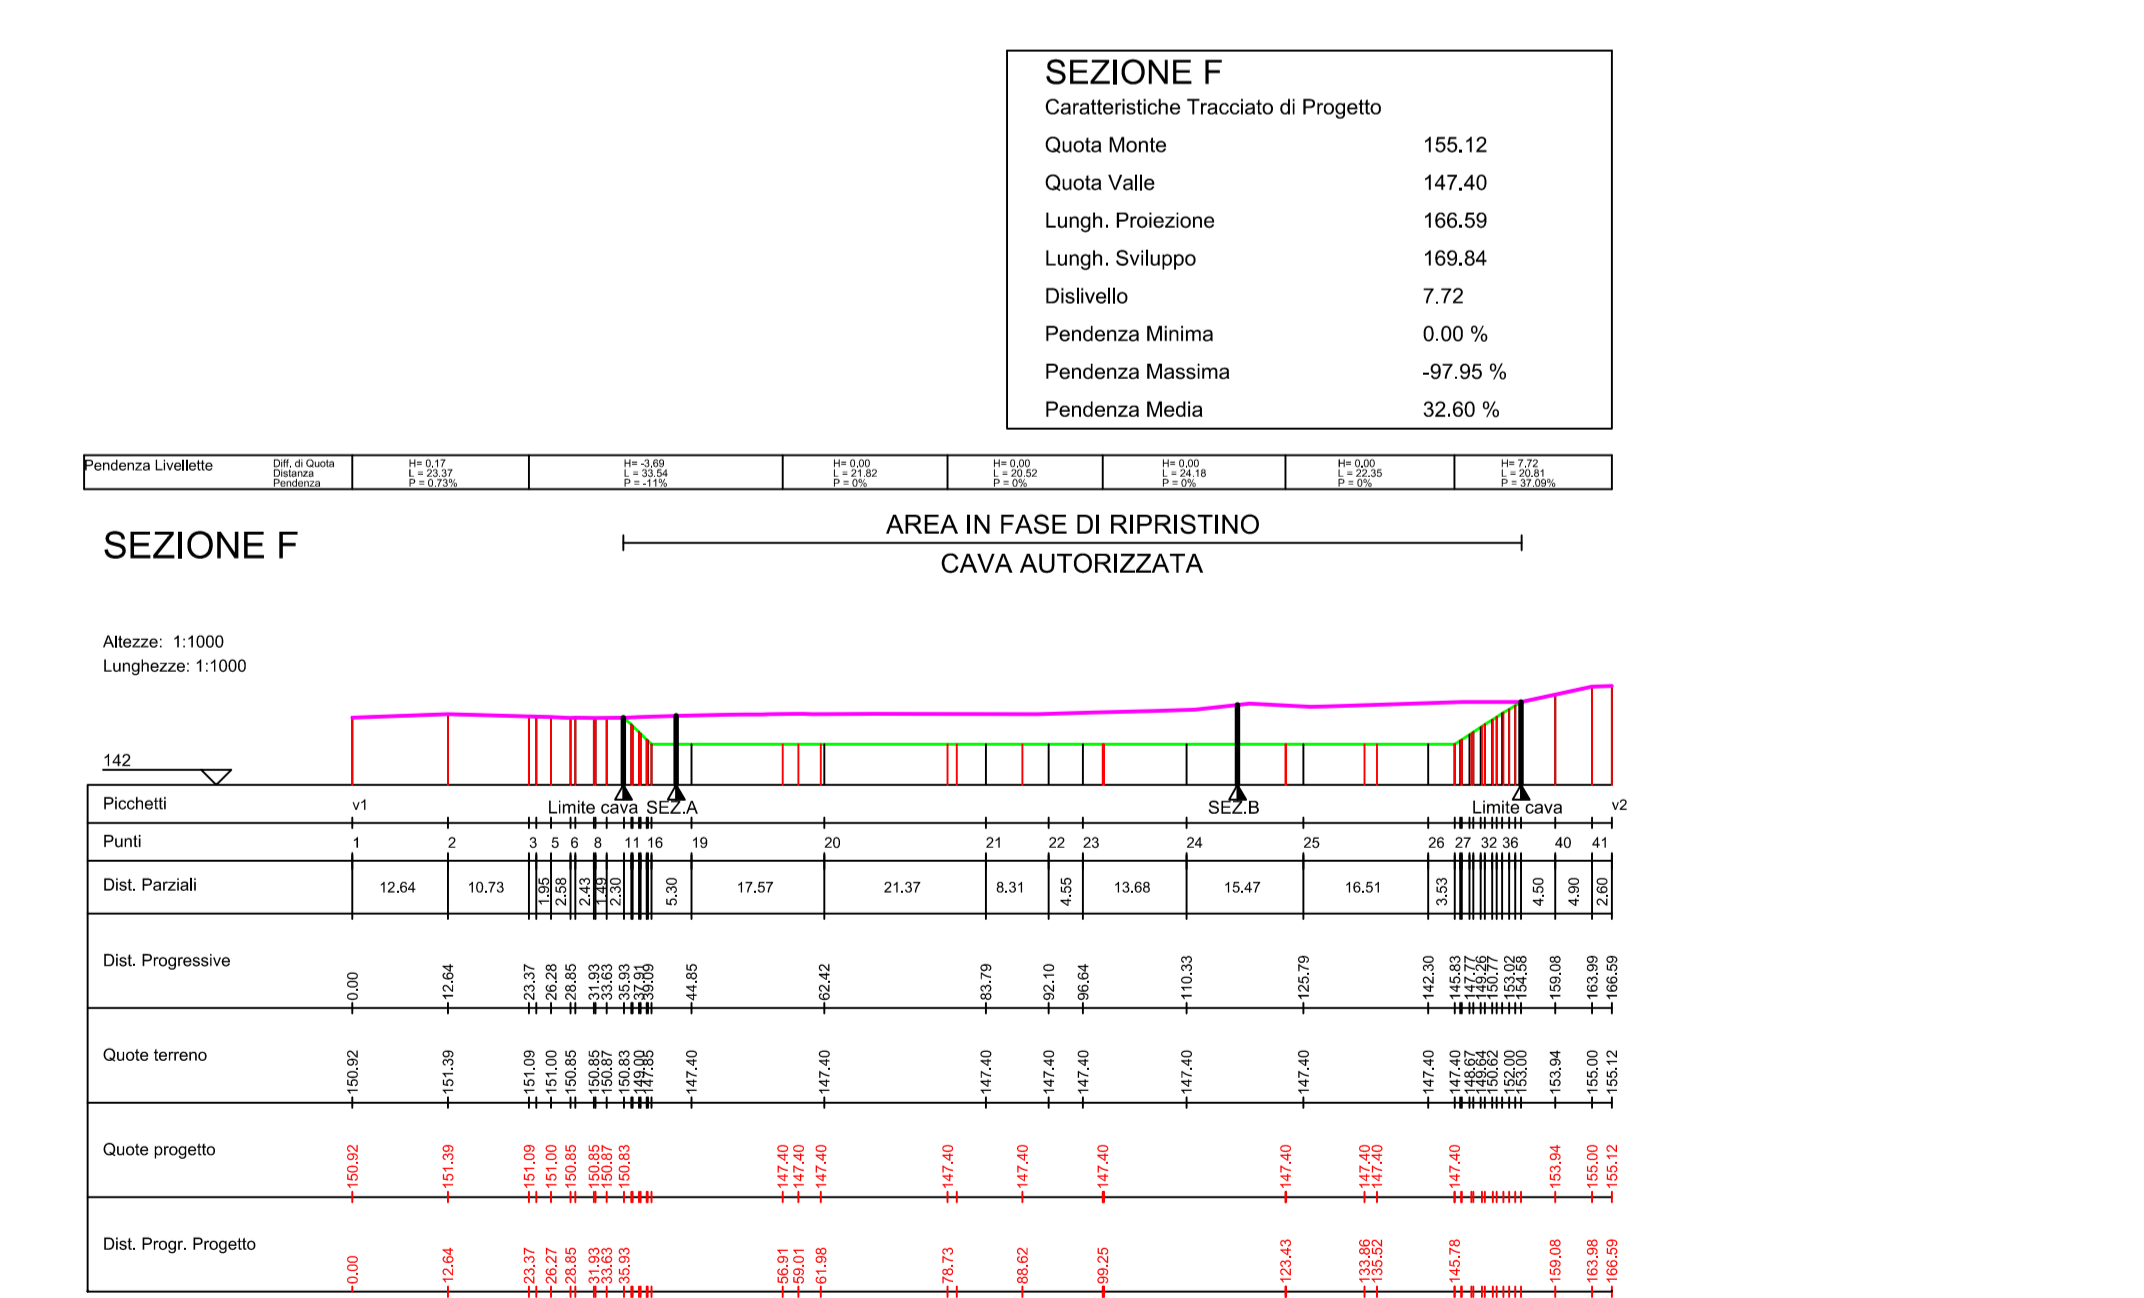 SEZIONE F
Caratteristiche Tracciato di Progetto
Quota Monte 155.12
Quota Valle 147.40
Lungh. Proiezione 166.59
Lungh. Sviluppo 169.84
Dislivello 7.72
Pendenza Minima 0.00 %
Pendenza Massima -97.95 %
Pendenza Media 32.60 %
Pendenza Livellette
Diff. di Quota H= 0,17 H= -3,69 H= 0,00 H= 0,00 H= 0,00 H= 0,00 H= 7,72
Distanza L = 23.37 L = 33.54 L = 21.82 L = 20.52 L = 24.18 L = 22.35 L = 20.81
Pendenza P = 0.73% P = -11% P = 0% P = 0% P = 0% P = 0% P = 37.09%
AREA IN FASE DI RIPRISTINO
SEZIONE F
CAVA AUTORIZZATA
Altezze: 1:1000
Lunghezze: 1:1000
142
Picchetti v1 Limite cava SEZ.A SEZ.B Limite cava v2
Punti 1 2 3 5 6 8 11 16 19 20 21 22 23 24 25 26 27 32 36 40 41
Dist. Parziali 12.64 10.73 1.95 2.58 2.43 1.49 2.30 5.30 17.57 21.37 8.31 4.55 13.68 15.47 16.51 3.53 4.50 4.90 2.60
Dist. Progressive 0.00 12.64 23.37 26.28 28.85 31.93 33.63 35.93 37.91 39.09 44.85 62.42 83.79 92.10 96.64 110.33 125.79 142.30 145.83 147.77 149.26 150.77 153.02 154.58 159.08 163.99 166.59
Quote terreno 150.92 151.39 151.09 151.00 150.85 150.85 150.87 150.83 149.00 147.85 147.40 147.40 147.40 147.40 147.40 147.40 147.40 147.40 147.40 148.67 149.64 150.62 152.00 153.00 153.94 155.00 155.12
Quote progetto 150.92 151.39 151.09 151.00 150.85 150.85 150.87 150.83 147.40 147.40 147.40 147.40 147.40 147.40 147.40 147.40 147.40 147.40 153.94 155.00 155.12
Dist. Progr. Progetto 0.00 12.64 23.37 26.27 28.85 31.93 33.63 35.93 56.91 59.01 61.98 78.73 88.62 99.25 123.43 133.86 135.52 145.78 159.08 163.98 166.59